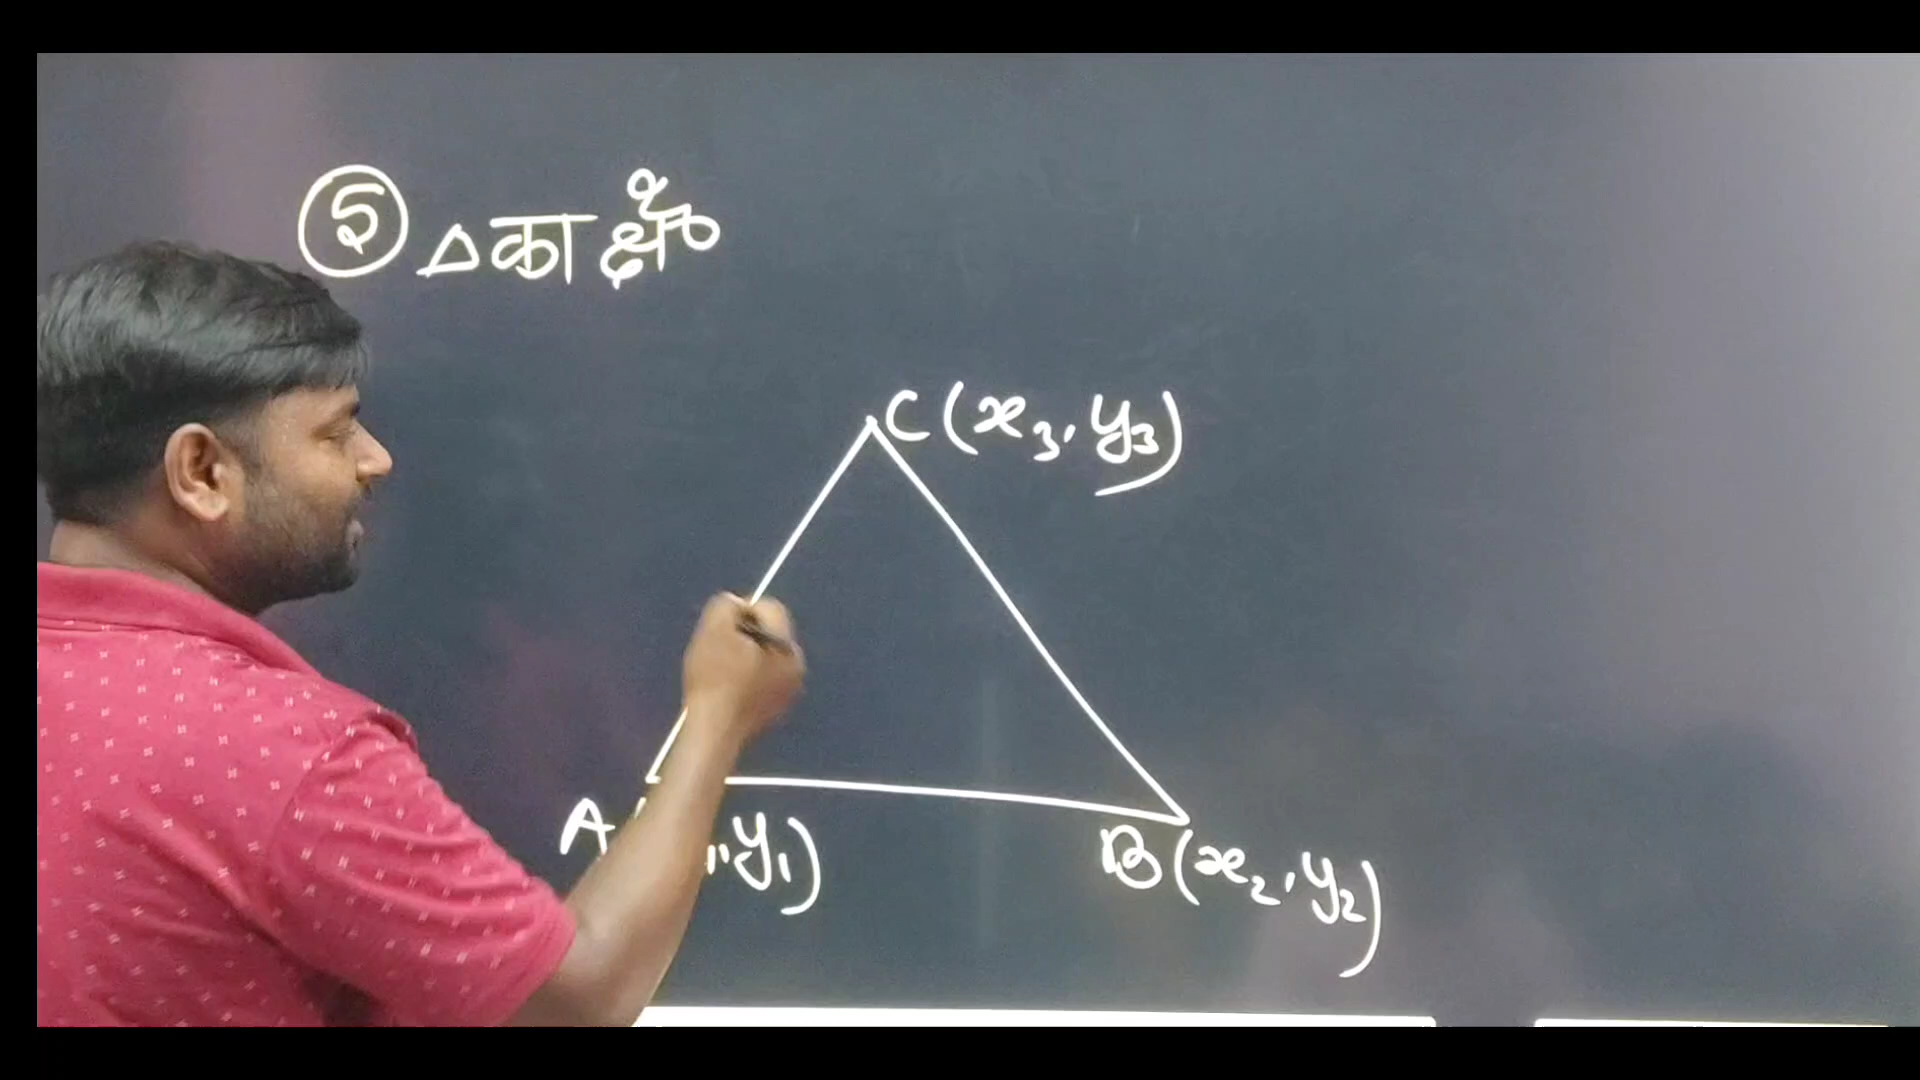 5 Δ का क्षे०
C (x₃, y₃)
A , y₁)
B (x₂, y₂)